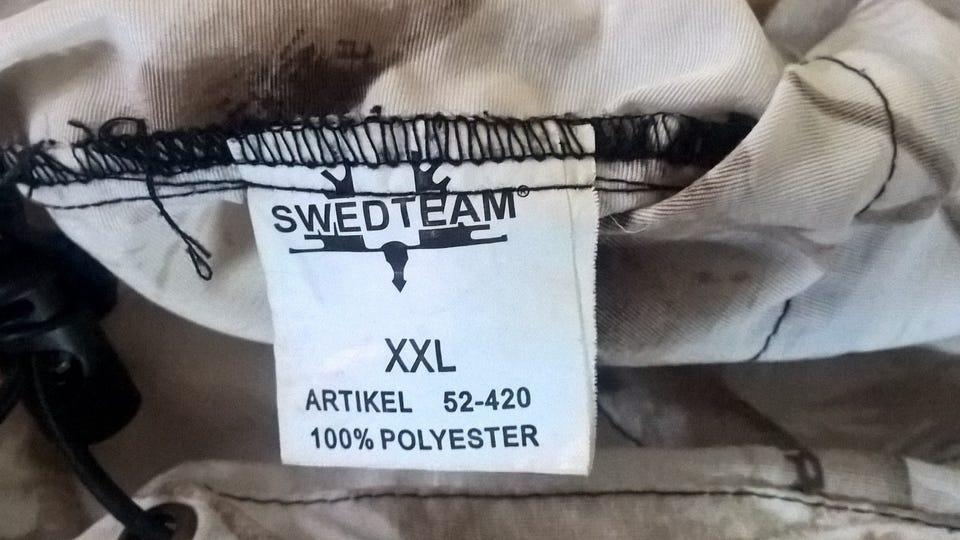 SWEDTEAM®
XXL
ARTIKEL 52-420
100% POLYESTER